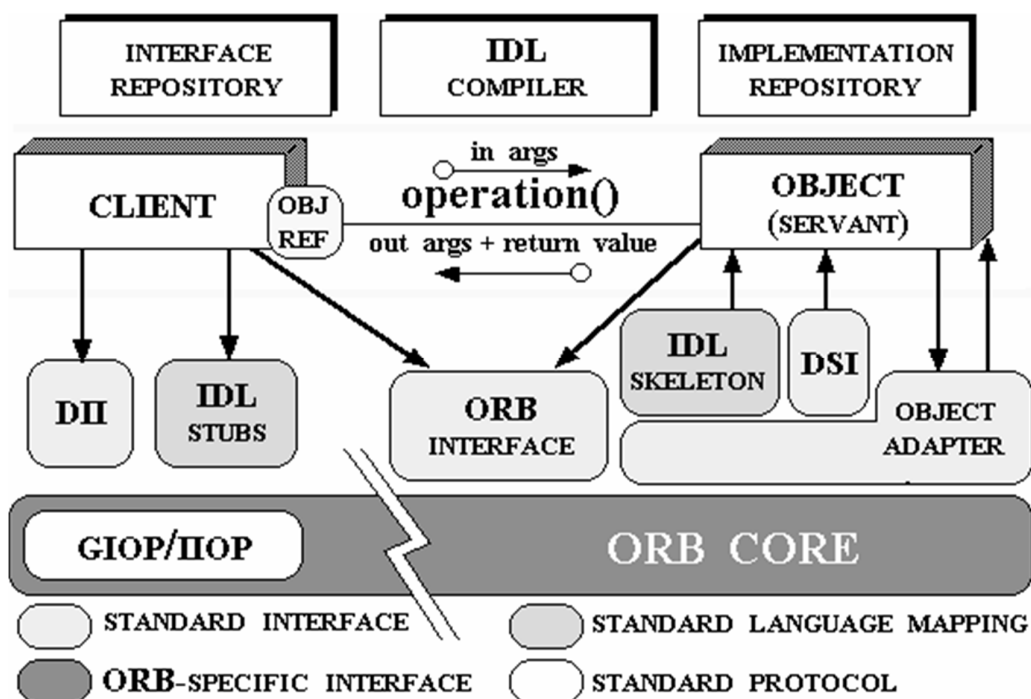 INTERFACE
REPOSITORY
IDL
COMPILER
IMPLEMENTATION
REPOSITORY
CLIENT
OBJ
REF
in args
operation()
out args + return value
OBJECT
(SERVANT)
DII
IDL
STUBS
ORB
INTERFACE
IDL
SKELETON
DSI
OBJECT
ADAPTER
GIOP/IIOP
ORB CORE
STANDARD INTERFACE
STANDARD LANGUAGE MAPPING
ORB-SPECIFIC INTERFACE
STANDARD PROTOCOL